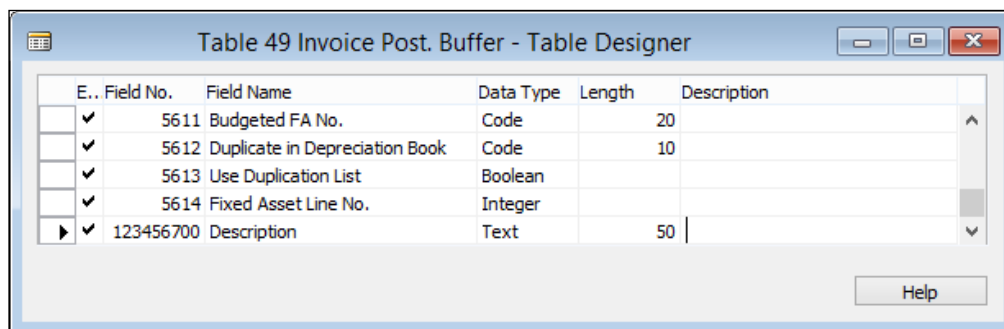 Table 49 Invoice Post. Buffer - Table Designer
E.. Field No. Field Name Data Type Length Description
5611 Budgeted FA No. Code 20
5612 Duplicate in Depreciation Book Code 10
5613 Use Duplication List Boolean
5614 Fixed Asset Line No. Integer
123456700 Description Text 50
Help